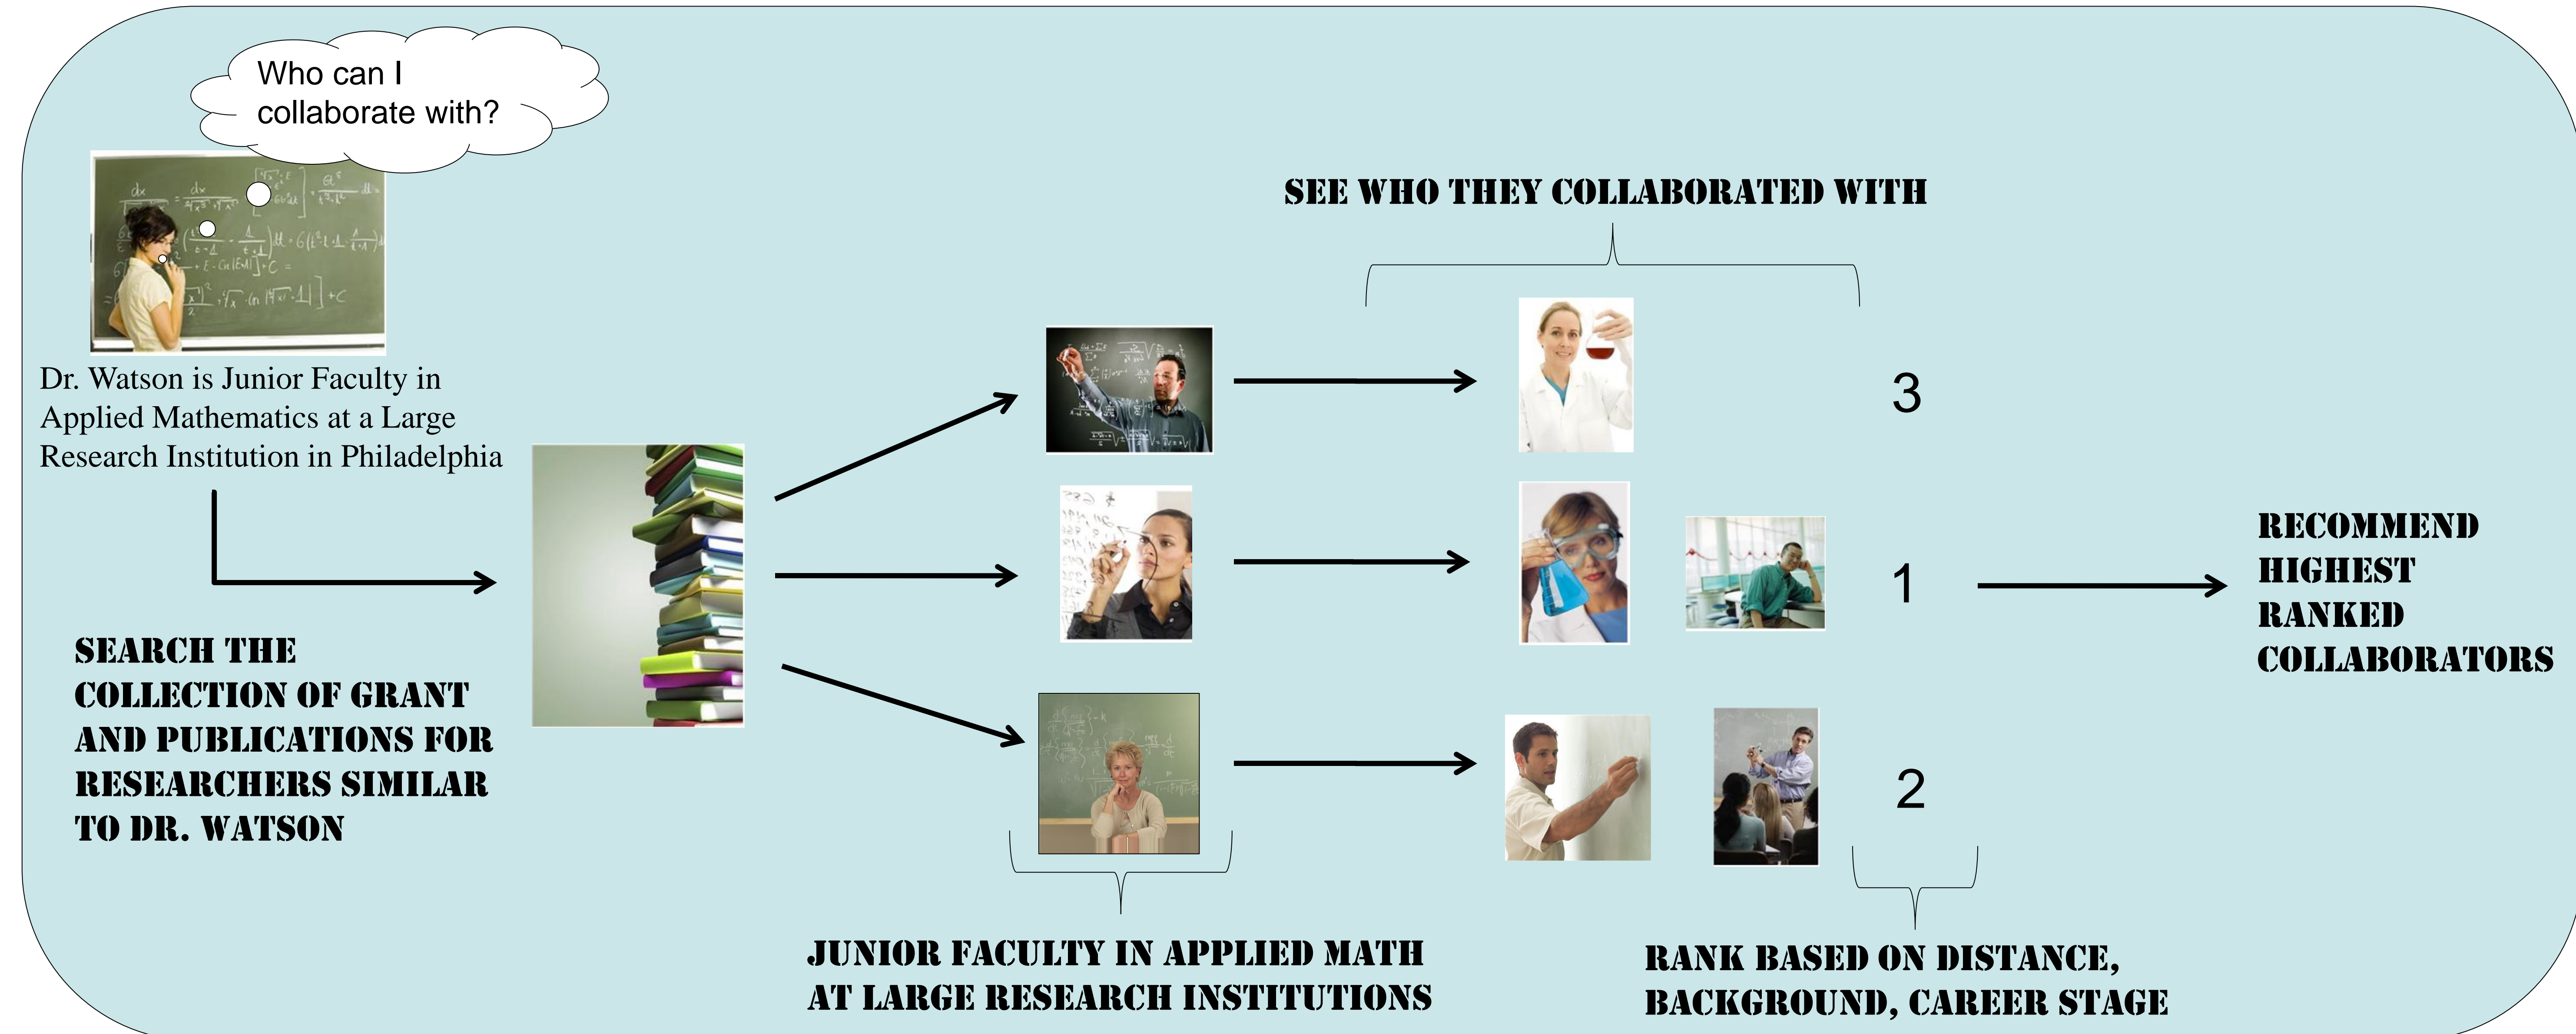 Who can I
collaborate with?
Dr. Watson is Junior Faculty in
Applied Mathematics at a Large
Research Institution in Philadelphia
SEARCH THE
COLLECTION OF GRANT
AND PUBLICATIONS FOR
RESEARCHERS SIMILAR
TO DR. WATSON
JUNIOR FACULTY IN APPLIED MATH
AT LARGE RESEARCH INSTITUTIONS
SEE WHO THEY COLLABORATED WITH
3
1
2
RANK BASED ON DISTANCE,
BACKGROUND, CAREER STAGE
RECOMMEND
HIGHEST
RANKED
COLLABORATORS